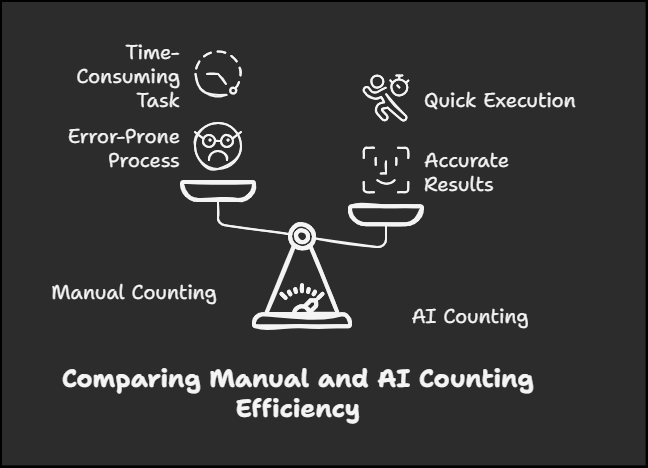 Time-
Consuming
Task
Error-Prone
Process
Quick Execution
Accurate
Results
Manual Counting
AI Counting
Comparing Manual and AI Counting
Efficiency